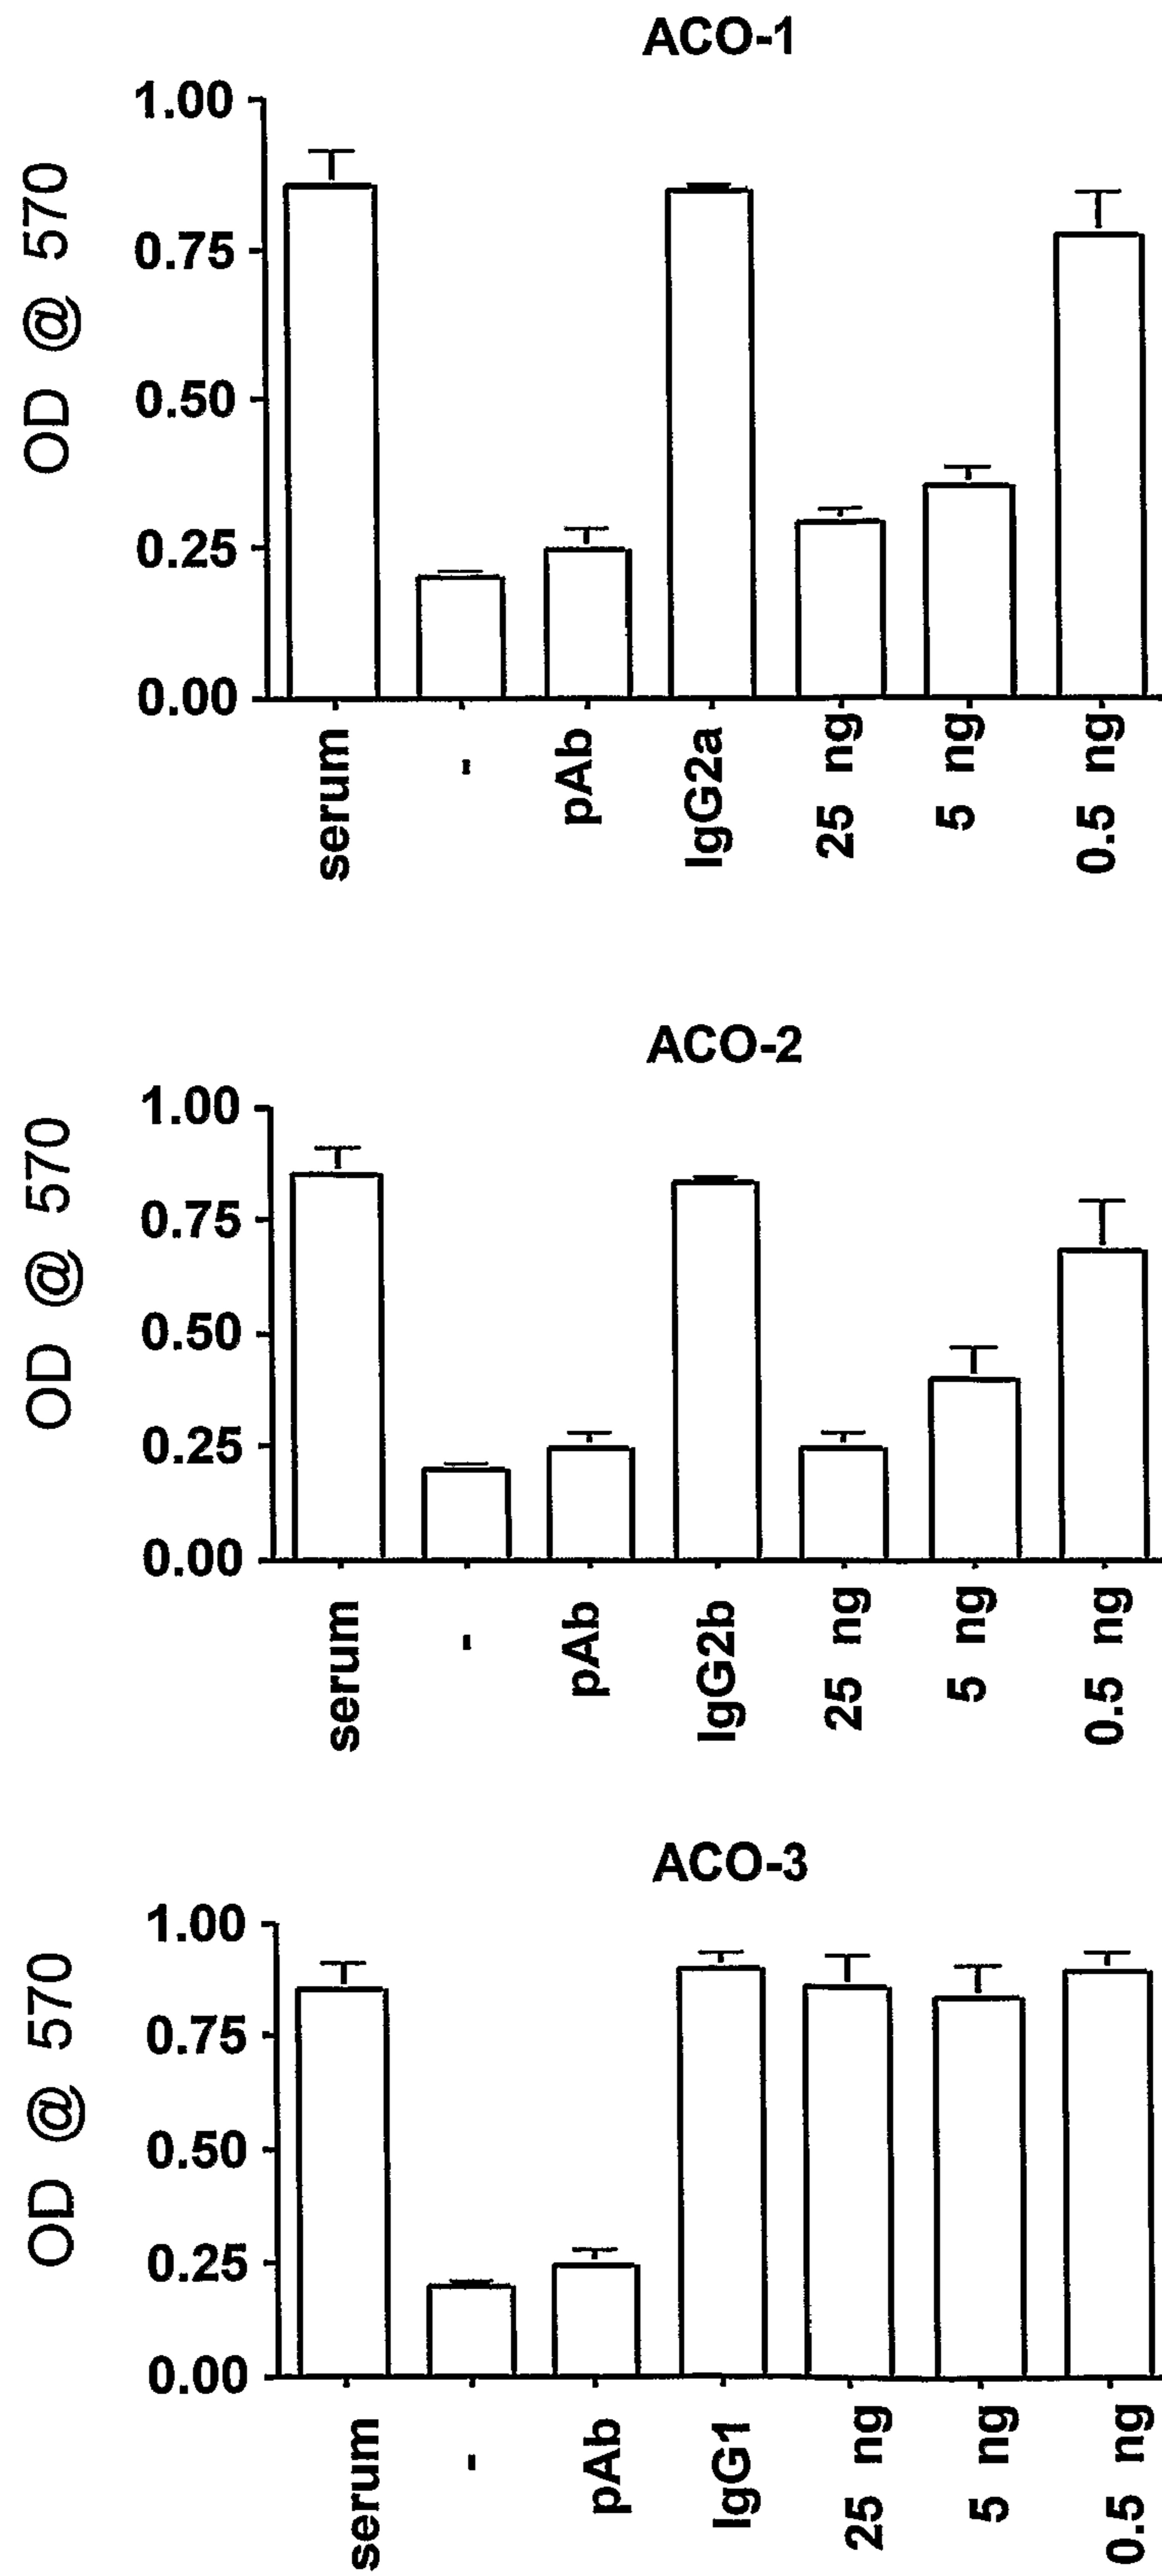 ACO-1
OD @ 570
1.00
0.75
0.50
0.25
0.00
serum
-
pAb
IgG2a
25 ng
5 ng
0.5 ng
ACO-2
OD @ 570
1.00
0.75
0.50
0.25
0.00
serum
-
pAb
IgG2b
25 ng
5 ng
0.5 ng
ACO-3
OD @ 570
1.00
0.75
0.50
0.25
0.00
serum
-
pAb
IgG1
25 ng
5 ng
0.5 ng